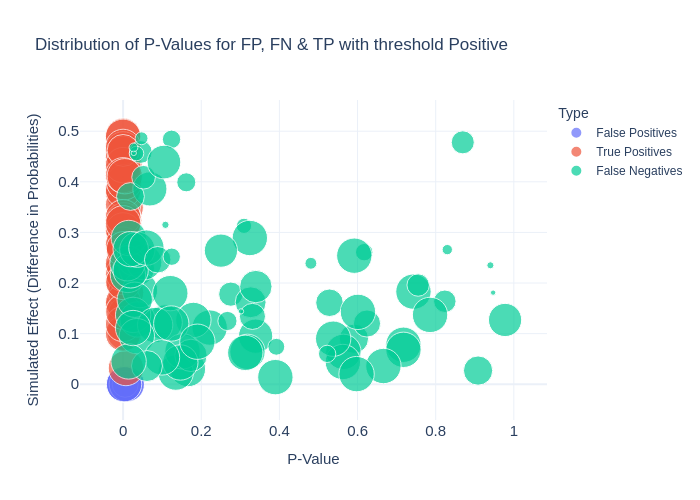 Distribution of P-Values for FP, FN & TP with threshold Positive
Type
False Positives
True Positives
False Negatives
Simulated Effect (Difference in Probabilities)
0.5
0.4
0.3
0.2
0.1
0
0
0.2
0.4
0.6
0.8
1
P-Value